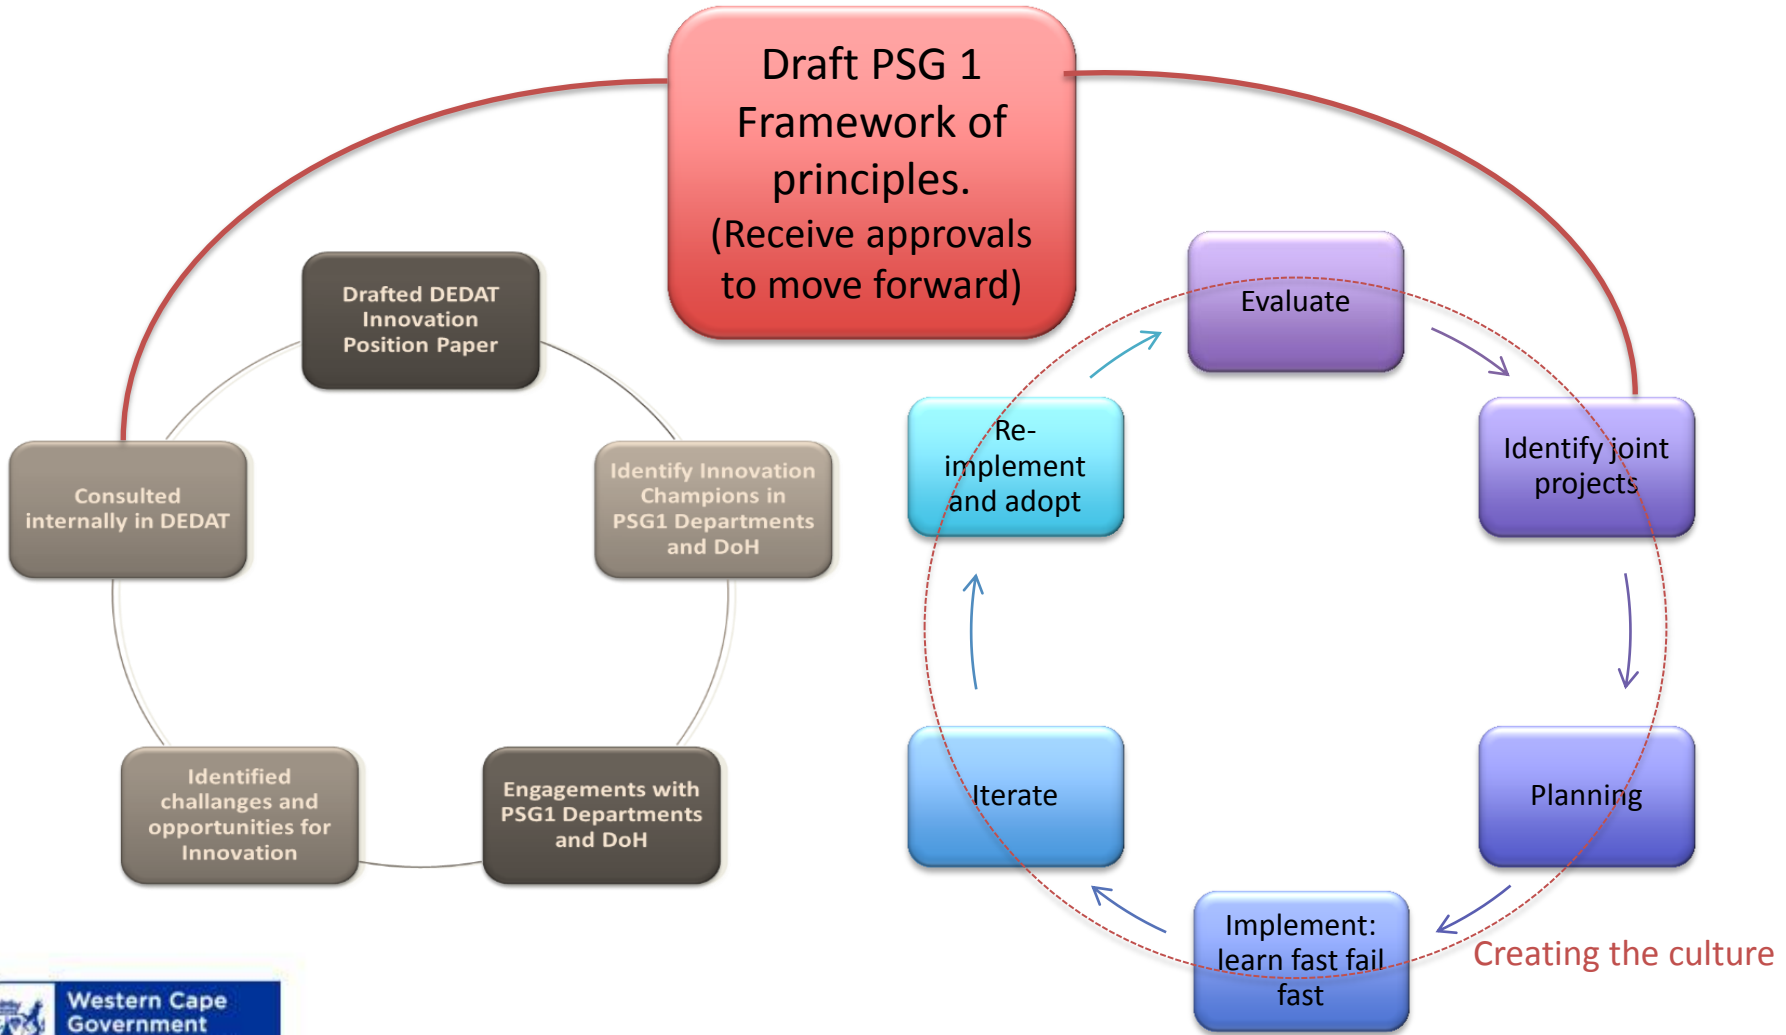 Draft PSG 1
Framework of
principles.
(Receive approvals
to move forward)
Drafted DEDAT
Innovation
Position Paper
Identify Innovation
Champions in
PSG1 Departments
and DoH
Engagements with
PSG1 Departments
and DoH
Identified
challanges and
opportunities for
Innovation
Consulted
internally in DEDAT
Evaluate
Identify joint
projects
Planning
Implement:
learn fast fail
fast
Iterate
Re-
implement
and adopt
Creating the culture
Western Cape
Government